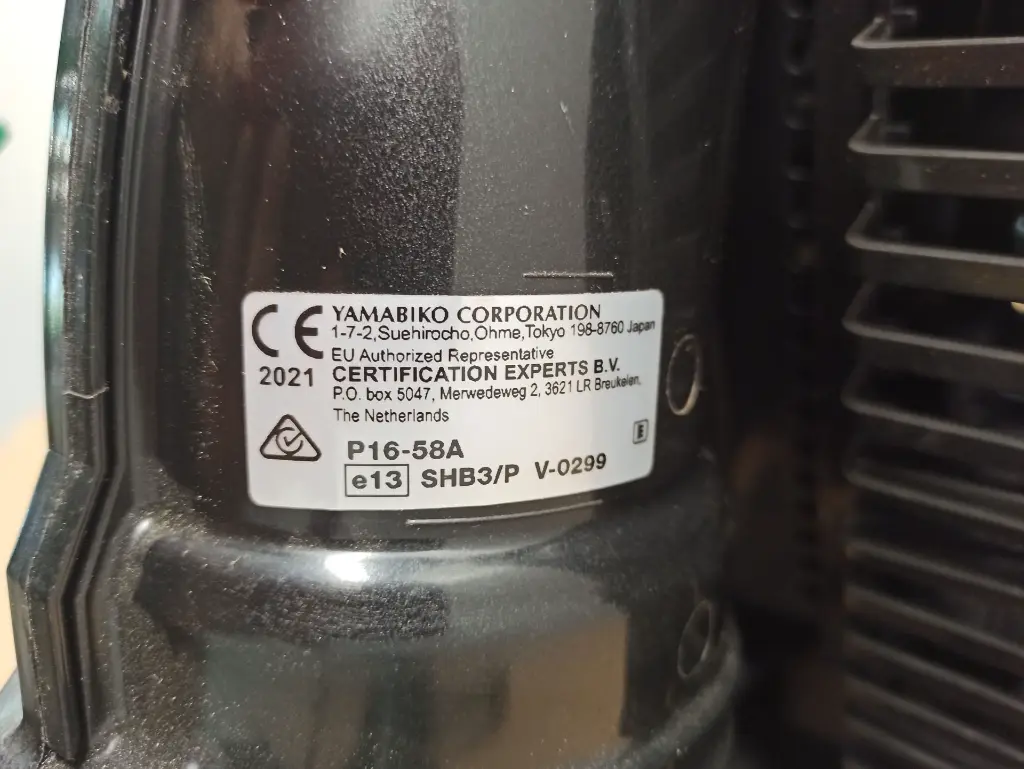 CE YAMABIKO CORPORATION
1-7-2,Suehirocho,Ohme,Tokyo 198-8760 Japan
EU Authorized Representative
2021 CERTIFICATION EXPERTS B.V.
P.O. box 5047, Merwedeweg 2, 3621 LR Breukelen,
The Netherlands
P16-58A
E
e13 SHB3/P V-0299